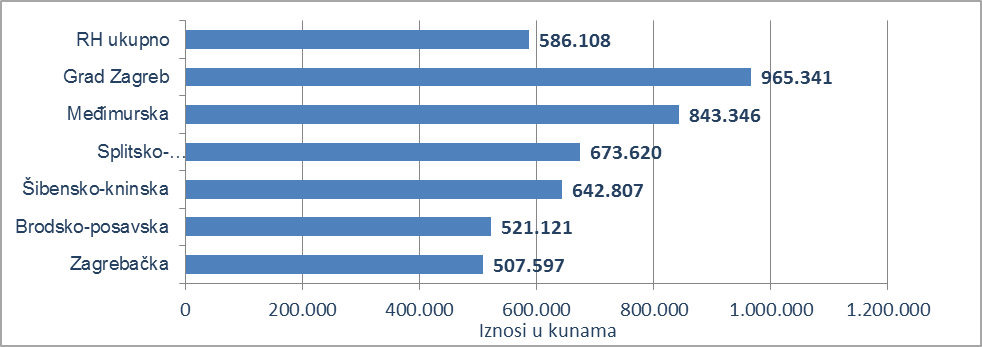 RH ukupno 586.108
Grad Zagreb 965.341
Međimurska 843.346
Splitsko-... 673.620
Šibensko-kninska 642.807
Brodsko-posavska 521.121
Zagrebačka 507.597
0 200.000 400.000 600.000 800.000 1.000.000 1.200.000
Iznosi u kunama